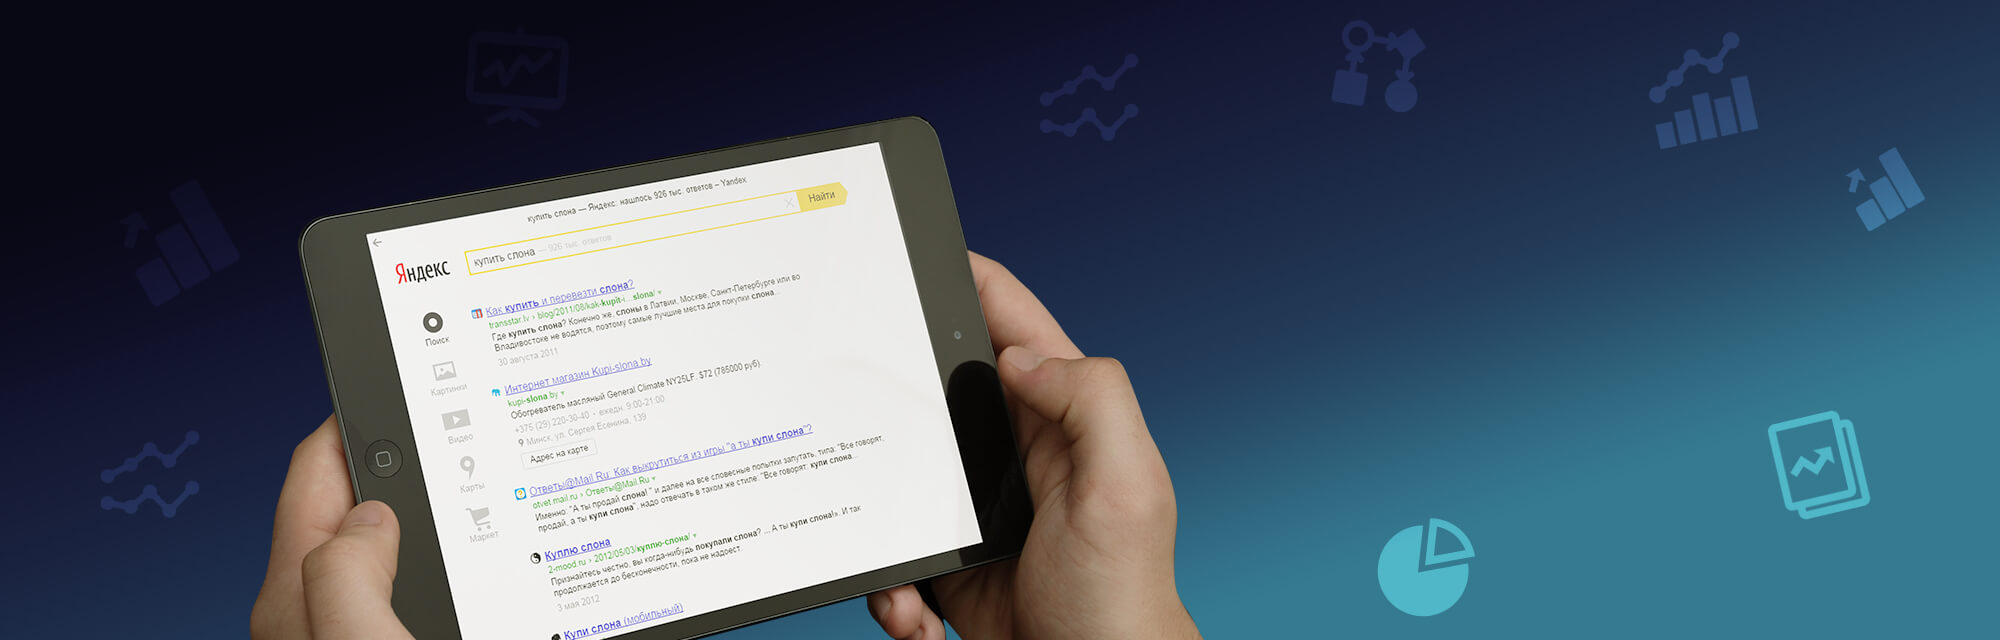 купить слона — Яндекс: нашлось 926 тыс. ответов – Yandex
Яндекс
купить слона — 926 тыс. ответов
Найти
Поиск
Картинки
Видео
Карты
Маркет
Как купить и перевезти слона?
transstar.lv › blog/2011/08/kak-kupit-i...slona/
Где купить слона? Конечно же, слоны в Латвии, Москве, Санкт-Петербурге или во
Владивостоке не водятся, поэтому самые лучшие места для покупки слона...
30 августа 2011
Интернет магазин Kupi-slona.by
kupi-slona.by
Обогреватель масляный General Climate NY25LF. $72 (785000 руб).
+375 (29) 220-30-40 - ежедн. 9:00-21:00
Минск, ул. Сергея Есенина, 139
Адрес на карте
Ответы@Mail.Ru: Как выкрутиться из игры "а ты купи слона"?
otvet.mail.ru › Ответы@Mail.Ru
Именно: "А ты продай слона! " и далее на все словесные попытки запутать, типа: "Все говорят,
продай, а ты купи слона", надо отвечать в таком же стиле: "Все говорят: купи слона...
Куплю слона
2-mood.ru › 2012/05/03/куплю-слона/
Признайтесь честно, вы когда-нибудь покупали слона? ... А ты купи слона!». И так
продолжается до бесконечности, пока не надоест.
3 мая 2012
Купи слона (мобильный)